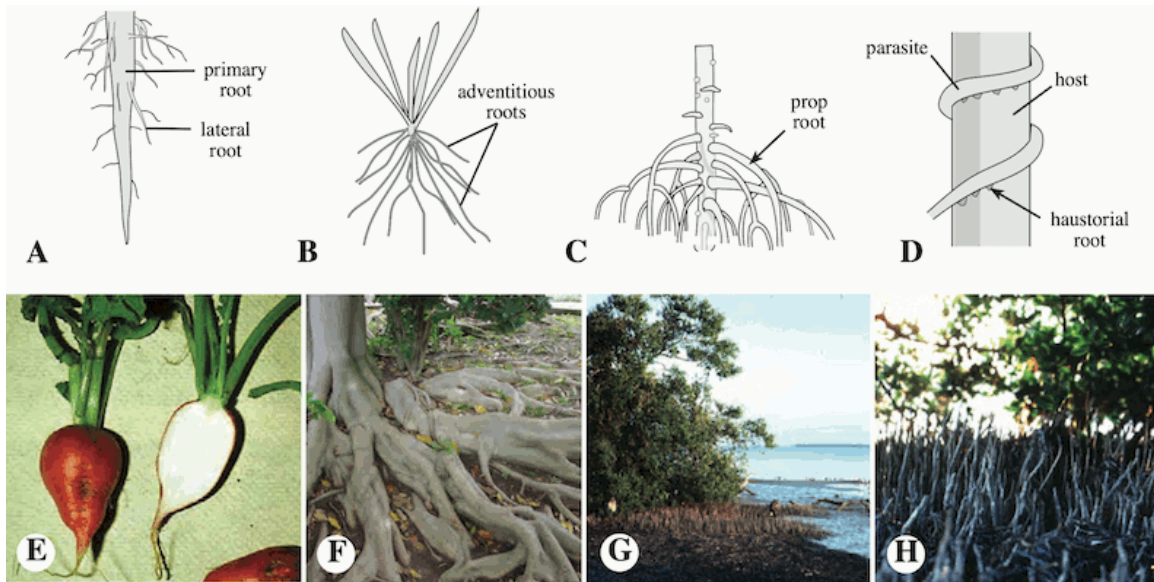 primary
root
lateral
root
A
adventitious
roots
B
prop
root
C
parasite
host
haustorial
root
D
E
F
G
H